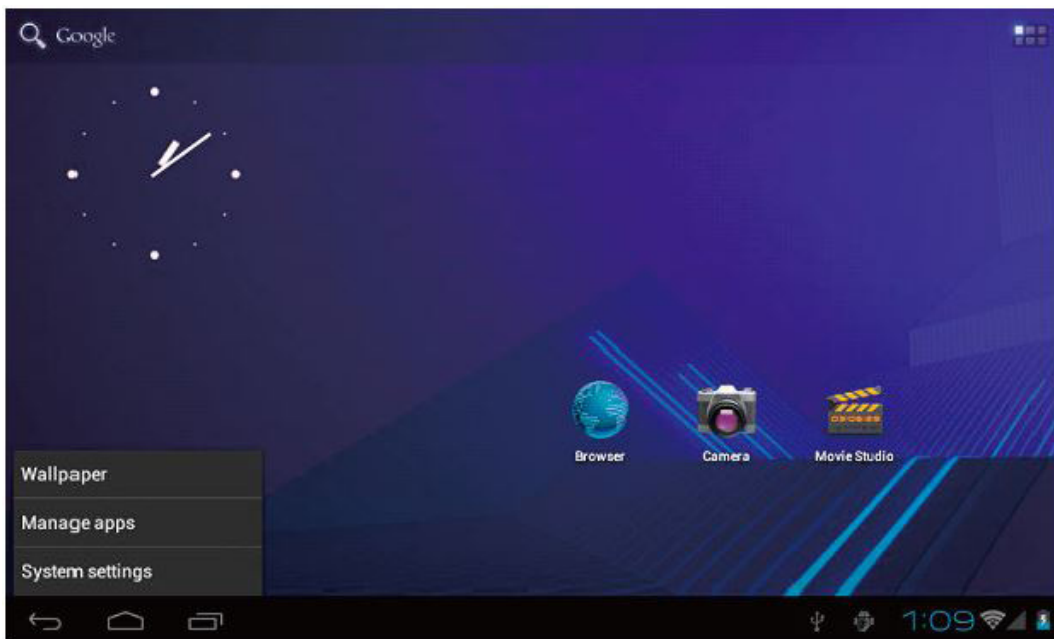 Google
Browser
Camera
Movie Studio
Wallpaper
Manage apps
System settings
1:09